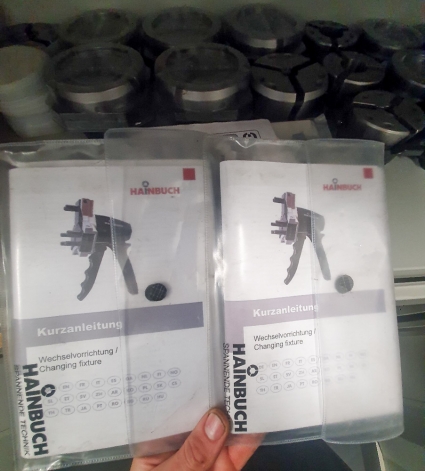 HAINBUCH
Kurzanleitung
Wechselvorrichtung /
Changing fixture
HAINBUCH
SPANNENDE TECHNIK
HAINBUCH
Kurzanleitung
Wechselvorrichtung /
Changing fixture
HAINBUCH
SPANNENDE TECHNIK